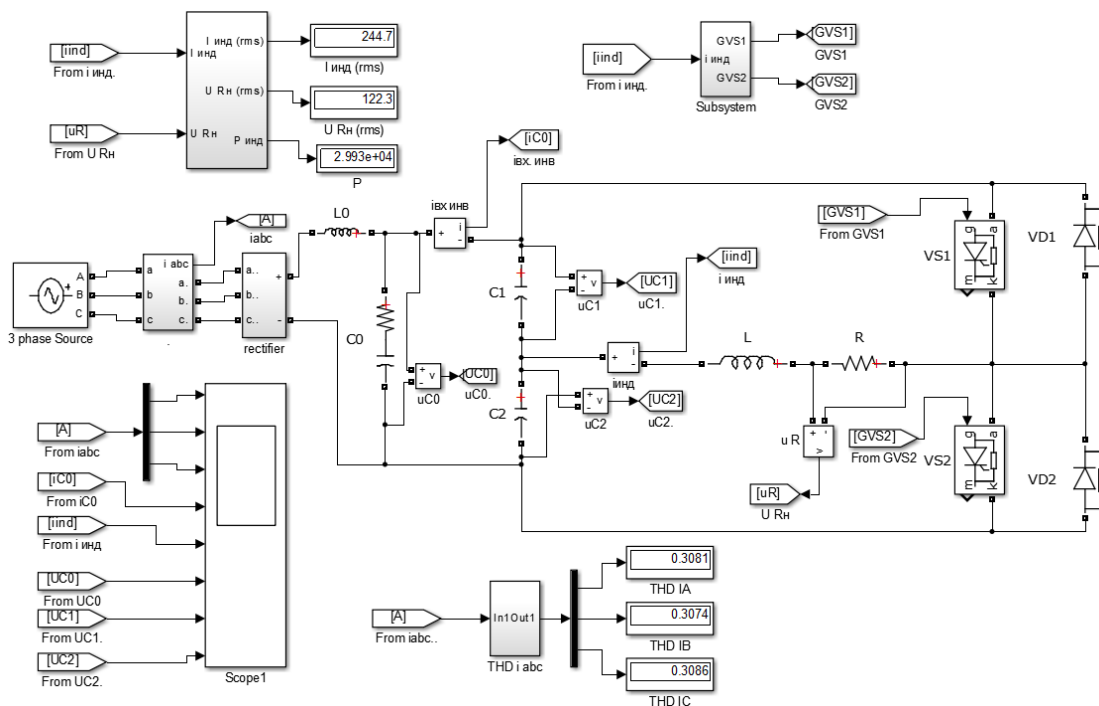 [iind]
From i инд.
[uR]
From U Rн
I инд
U Rн
I инд (rms)
U Rн (rms)
P инд
244.7
I инд (rms)
122.3
U Rн (rms)
2.993e+04
P
[iind]
From i инд.
i инд
GVS1
GVS2
Subsystem
[GVS1]
GVS1
[GVS2]
GVS2
[iC0]
iвх. инв
iвх инв
+
-
i
[A]
iabc
L0
3 phase Source
A
B
C
a
b
c
i abc
a.
b.
c.
.
a..
b..
c..
+
-
rectifier
C0
+
-
v
uC0
[UC0]
uC0.
C1
+
-
v
uC1
[UC1]
uC1.
[iind]
i инд
+
-
i
iинд
C2
+
-
v
uC2
[UC2]
uC2.
L
R
u R
+
-
v
[uR]
U Rн
[GVS1]
From GVS1
VS1
g
a
m
k
VD1
[GVS2]
From GVS2
VS2
g
a
m
k
VD2
[A]
From iabc
[iC0]
From iC0
[iind]
From i инд
[UC0]
From UC0
[UC1]
From UC1.
[UC2]
From UC2.
Scope1
[A]
From iabc..
In1
Out1
THD i abc
0.3081
THD IA
0.3074
THD IB
0.3086
THD IC